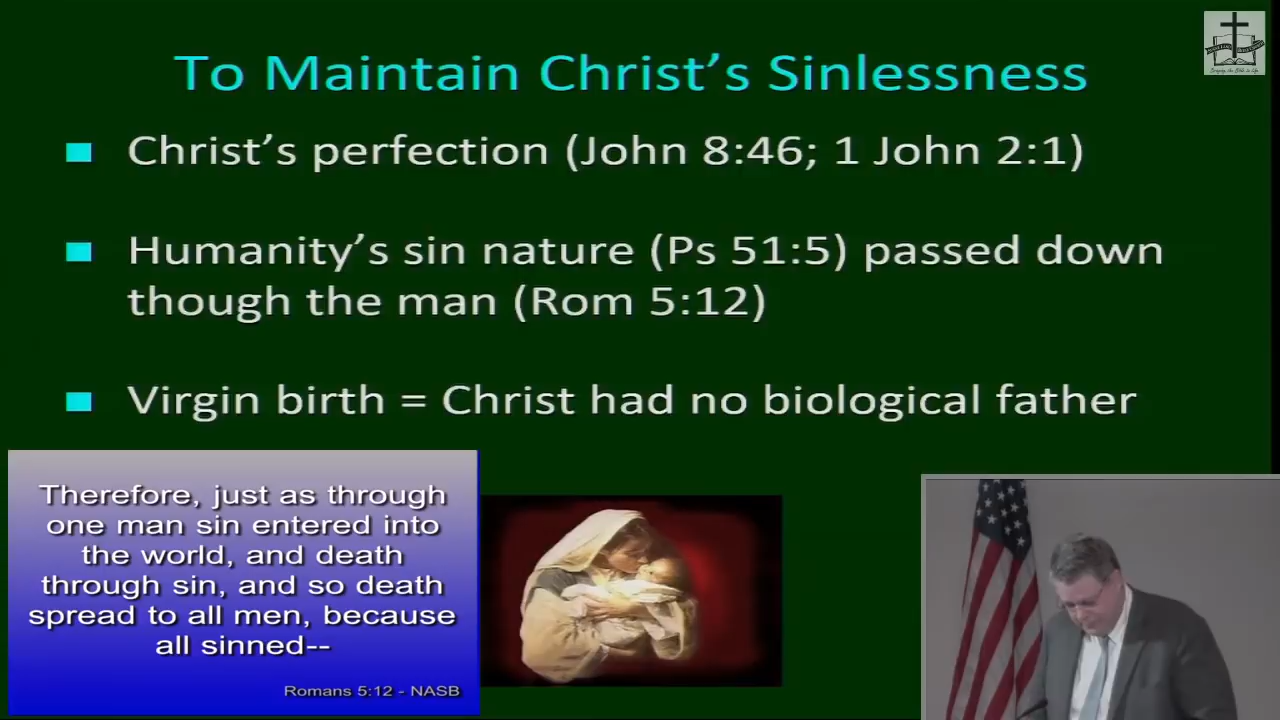 To Maintain Christ's Sinlessness
Christ's perfection (John 8:46; 1 John 2:1)
Humanity's sin nature (Ps 51:5) passed down
though the man (Rom 5:12)
Virgin birth = Christ had no biological father
Therefore, just as through
one man sin entered into
the world, and death
through sin, and so death
spread to all men, because
all sinned--
Romans 5:12 - NASB